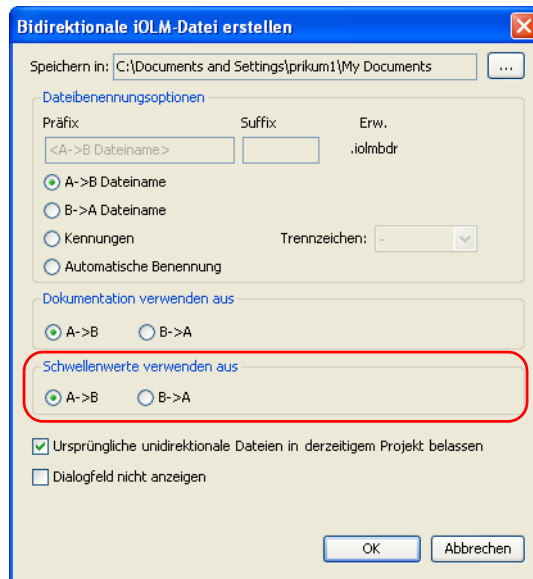 Bidirektionale iOLM-Datei erstellen
Speichern in: C:\Documents and Settings\prikum1\My Documents ...
Dateibenennungsoptionen
Präfix Suffix Erw.
<A->B Dateiname> .iolmbdr
A->B Dateiname
B->A Dateiname
Kennungen Trennzeichen: -
Automatische Benennung
Dokumentation verwenden aus
A->B B->A
Schwellenwerte verwenden aus
A->B B->A
Ursprüngliche unidirektionale Dateien in derzeitigem Projekt belassen
Dialogfeld nicht anzeigen
OK Abbrechen